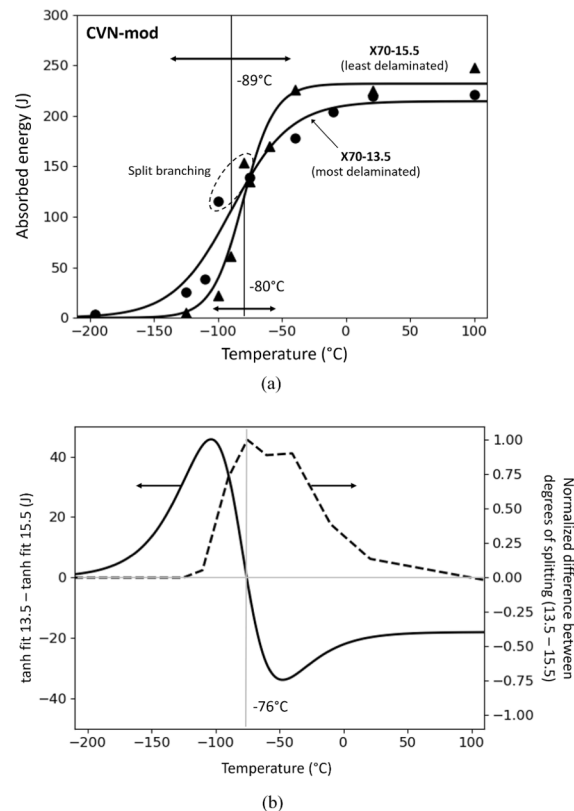 CVN-mod
X70-15.5
(least delaminated)
-89°C
Split branching
X70-13.5
(most delaminated)
-80°C
Absorbed energy (J)
300
250
200
150
100
50
0
−200 −150 −100 −50 0 50 100
Temperature (°C)
(a)
tanh fit 13.5 – tanh fit 15.5 (J)
40
20
0
−20
−40
1.00
0.75
0.50
0.25
0.00
−0.25
−0.50
−0.75
−1.00
Normalized difference between
degrees of splitting (13.5 – 15.5)
-76°C
−200 −150 −100 −50 0 50 100
Temperature (°C)
(b)